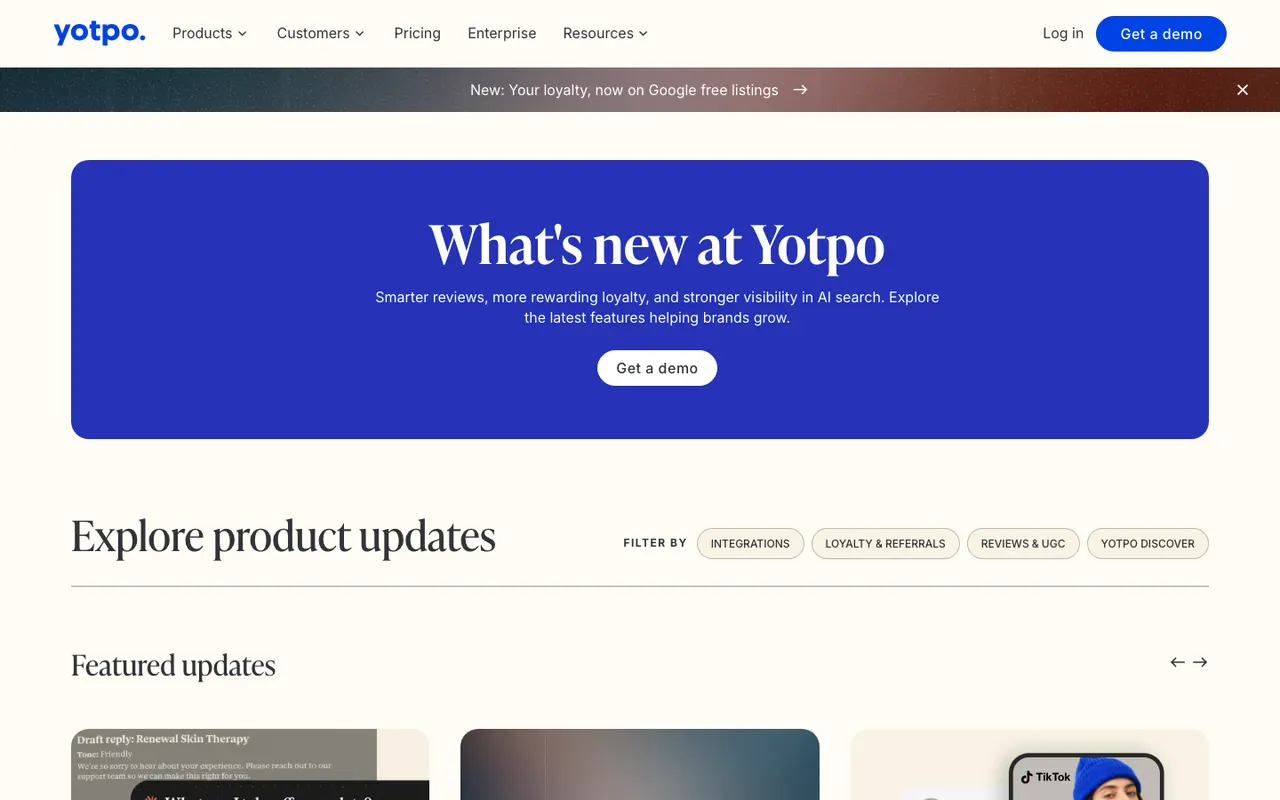 yotpo.
Products
Customers
Pricing
Enterprise
Resources
Log in
Get a demo
New: Your loyalty, now on Google free listings
What's new at Yotpo
Smarter reviews, more rewarding loyalty, and stronger visibility in AI search. Explore
the latest features helping brands grow.
Get a demo
Explore product updates
FILTER BY
INTEGRATIONS
LOYALTY & REFERRALS
REVIEWS & UGC
YOTPO DISCOVER
Featured updates
Draft reply: Renewal Skin Therapy
Tone: Friendly
We're so sorry to hear about your experience. Please reach out to our
support team so we can make this right for you.
TikTok